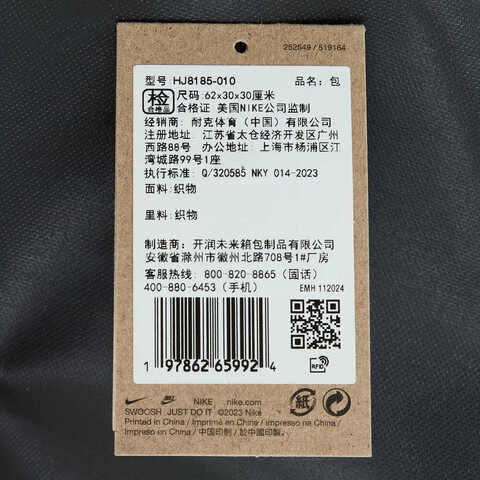 252549 / 519164
型号 HJ8185-010 品名：包
检 合格品 尺码:62×30×30厘米
合格证 美国NIKE公司监制
经销商：耐克体育（中国）有限公司
注册地址：江苏省太仓经济开发区广州
西路88号 办公地址：上海市杨浦区江
湾城路99号1座
执行标准：Q/320585 NKY 014-2023
面料:织物
里料:织物
制造商：开润未来箱包制品有限公司
安徽省滁州市徽州北路708号1#厂房
客服热线：800-820-8865（固话）
400-880-6453（手机） EMH 112024
1 97862 65992 4
RFID
NIKE nike.com
SWOOSH JUST DO IT ©2023 Nike
Printed in China / Imprimé en Chine / Impresso na China /
Impreso en China / 中国印制 / 於中國印製
紙